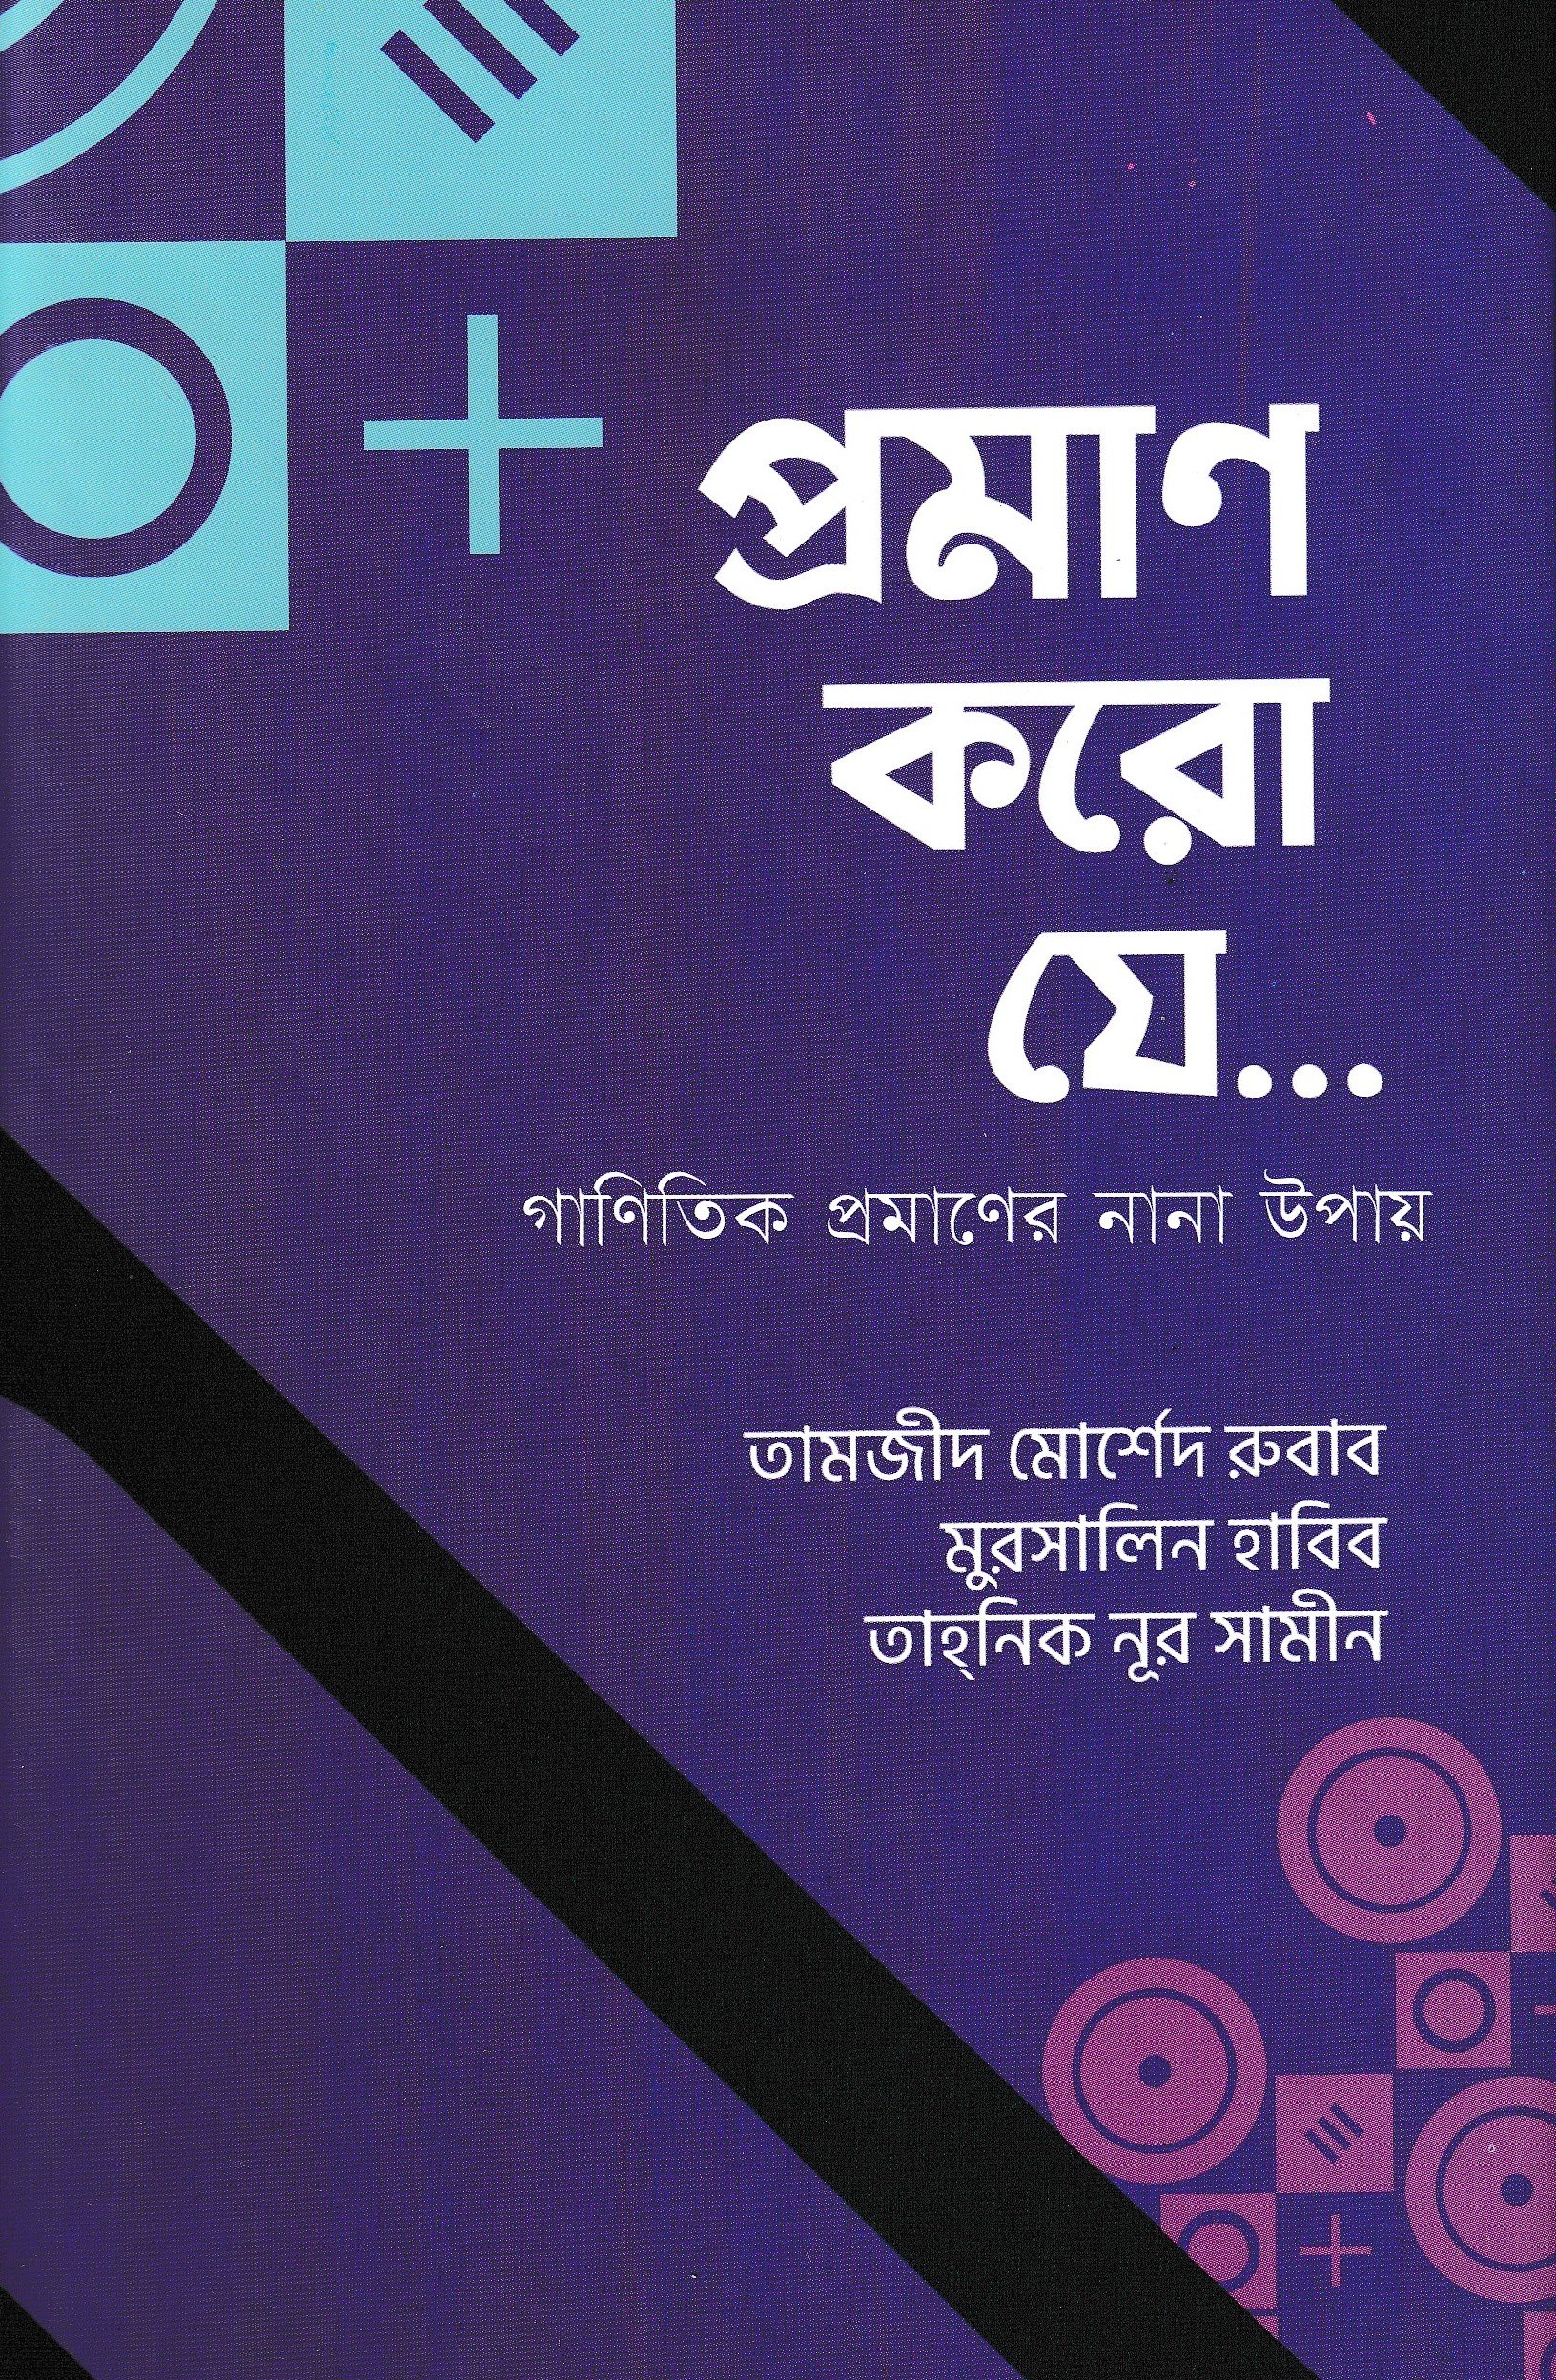 প্রমাণ
করো
যে...
গাণিতিক প্রমাণের নানা উপায়
তামজীদ মোর্শেদ রুবাব
মুরসালিন হাবিব
তাহ্‌নিক নূর সামীন